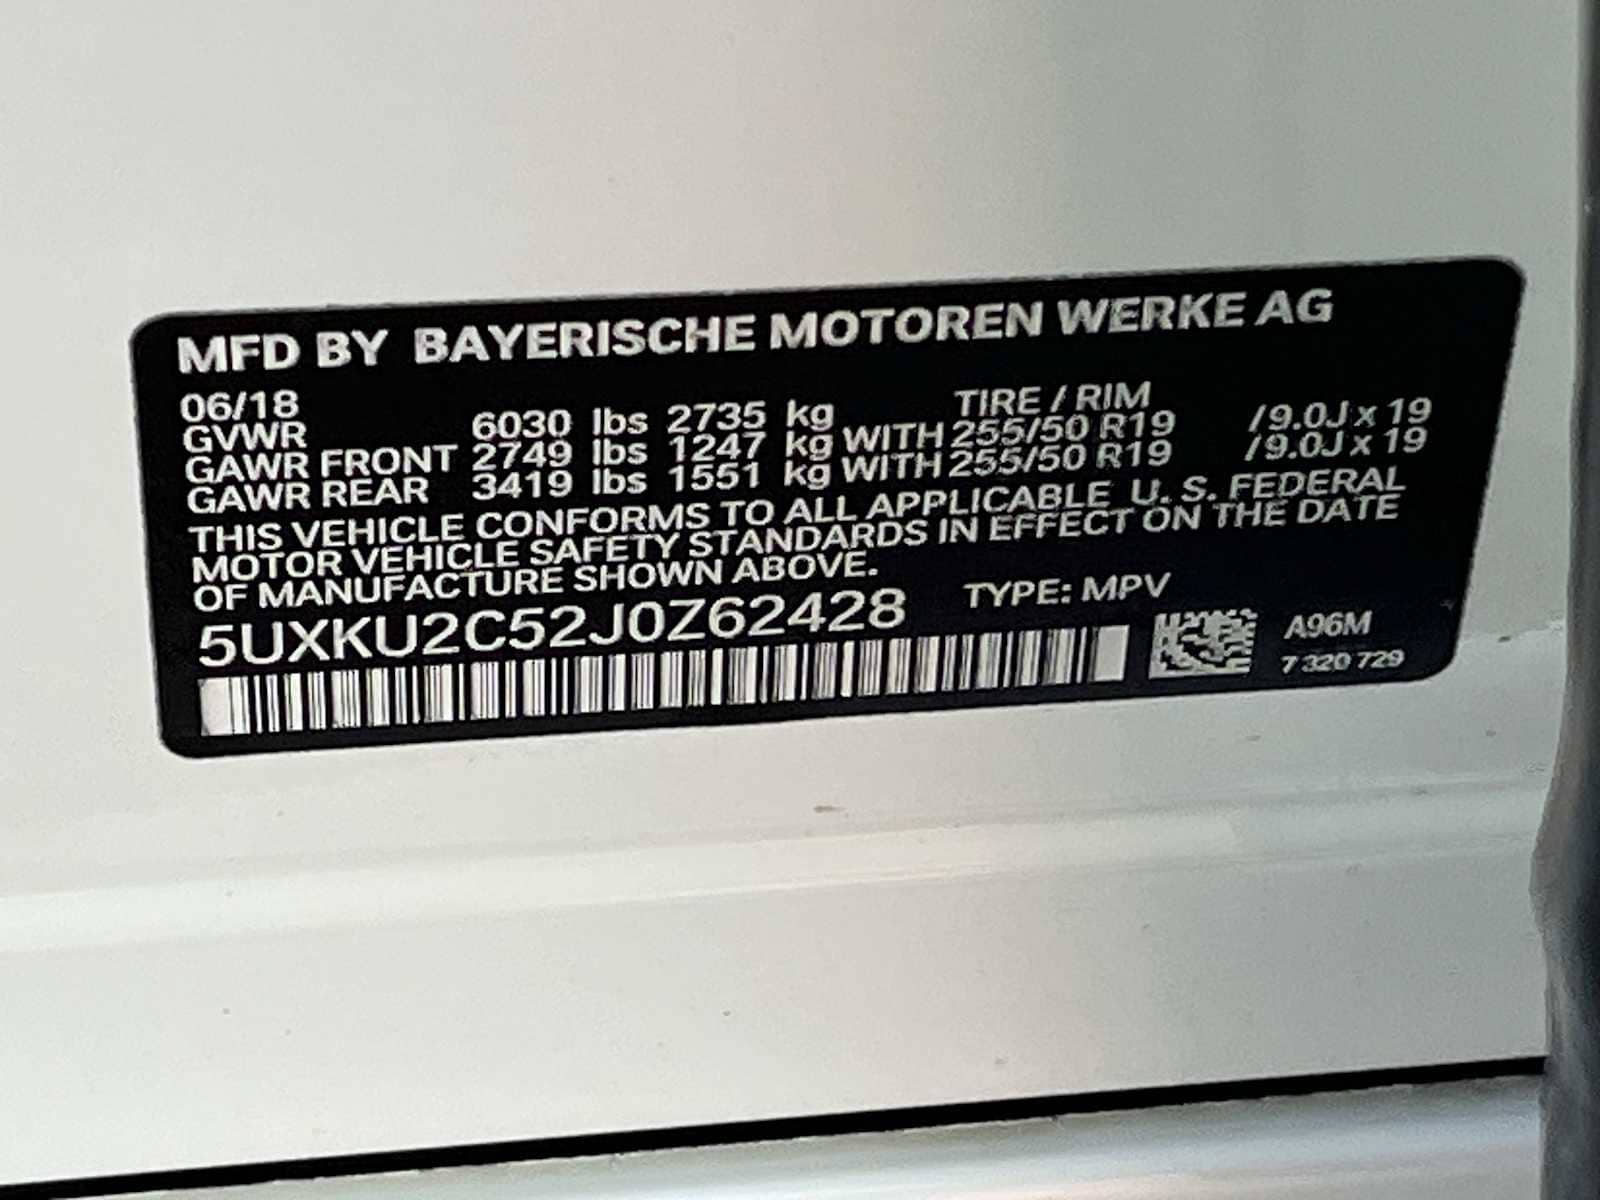 MFD BY BAYERISCHE MOTOREN WERKE AG
06/18 TIRE / RIM
GVWR 6030 lbs 2735 kg
GAWR FRONT 2749 lbs 1247 kg WITH 255/50 R19 /9.0J x 19
GAWR REAR 3419 lbs 1551 kg WITH 255/50 R19 /9.0J x 19
THIS VEHICLE CONFORMS TO ALL APPLICABLE U. S. FEDERAL
MOTOR VEHICLE SAFETY STANDARDS IN EFFECT ON THE DATE
OF MANUFACTURE SHOWN ABOVE.
5UXKU2C52J0Z62428 TYPE: MPV
A96M
7 320 729